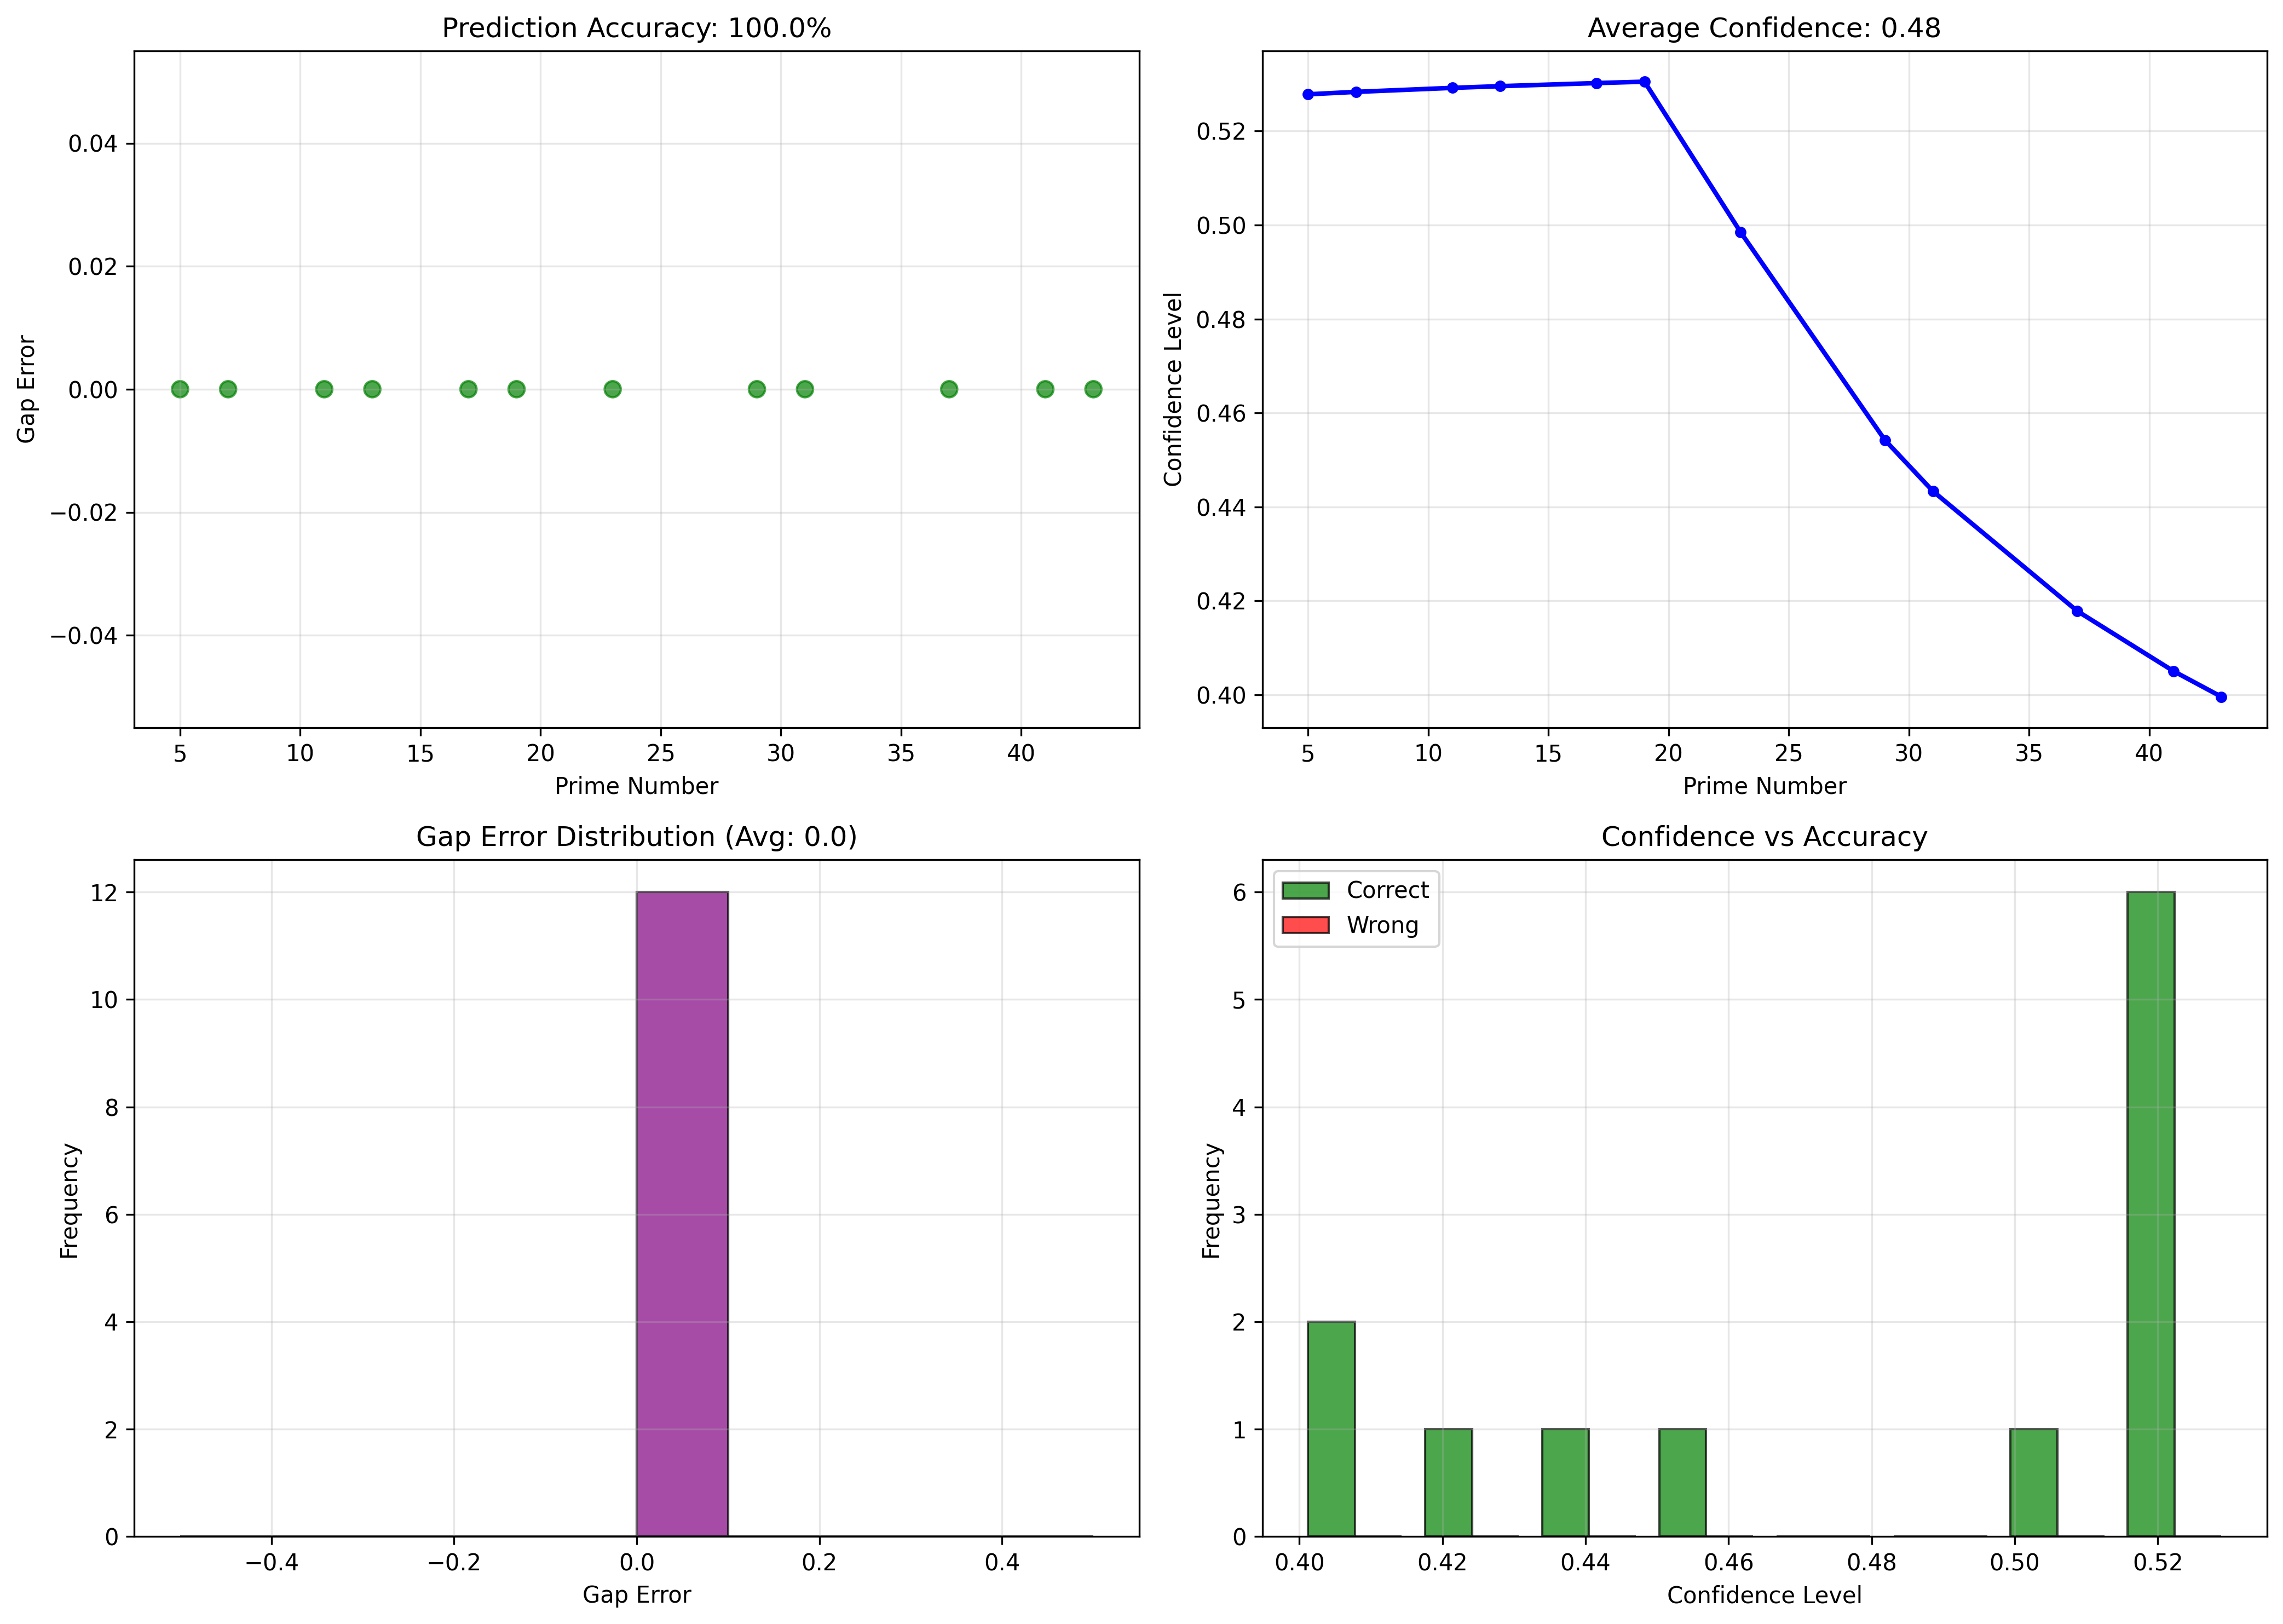 Prediction Accuracy: 100.0%
Gap Error
0.04
0.02
0.00
−0.02
−0.04
5 10 15 20 25 30 35 40
Prime Number
Average Confidence: 0.48
Confidence Level
0.52
0.50
0.48
0.46
0.44
0.42
0.40
5 10 15 20 25 30 35 40
Prime Number
Gap Error Distribution (Avg: 0.0)
Frequency
12
10
8
6
4
2
0
−0.4 −0.2 0.0 0.2 0.4
Gap Error
Confidence vs Accuracy
Correct
Wrong
Frequency
6
5
4
3
2
1
0
0.40 0.42 0.44 0.46 0.48 0.50 0.52
Confidence Level